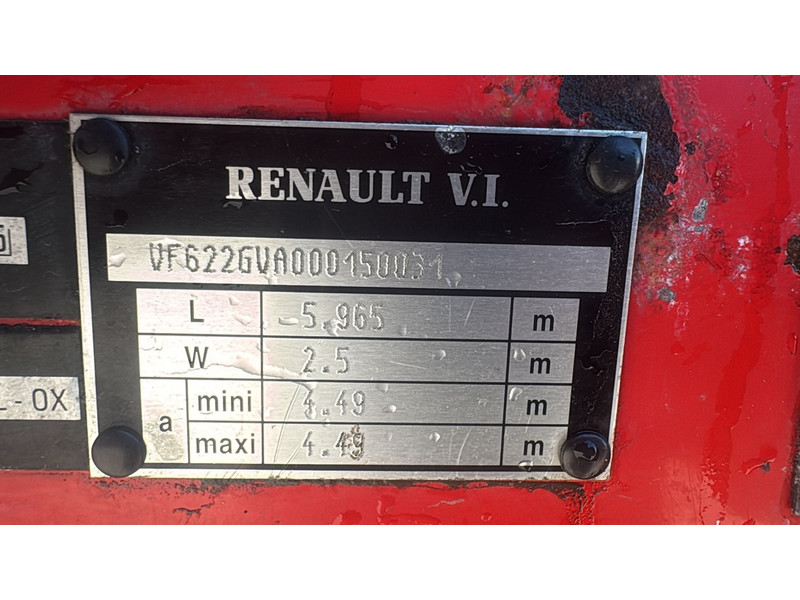 RENAULT V.I.
VF622GVA000150031
L 5.965 m
W 2.5 m
a mini 4.49 m
maxi 4.49 m
- OX